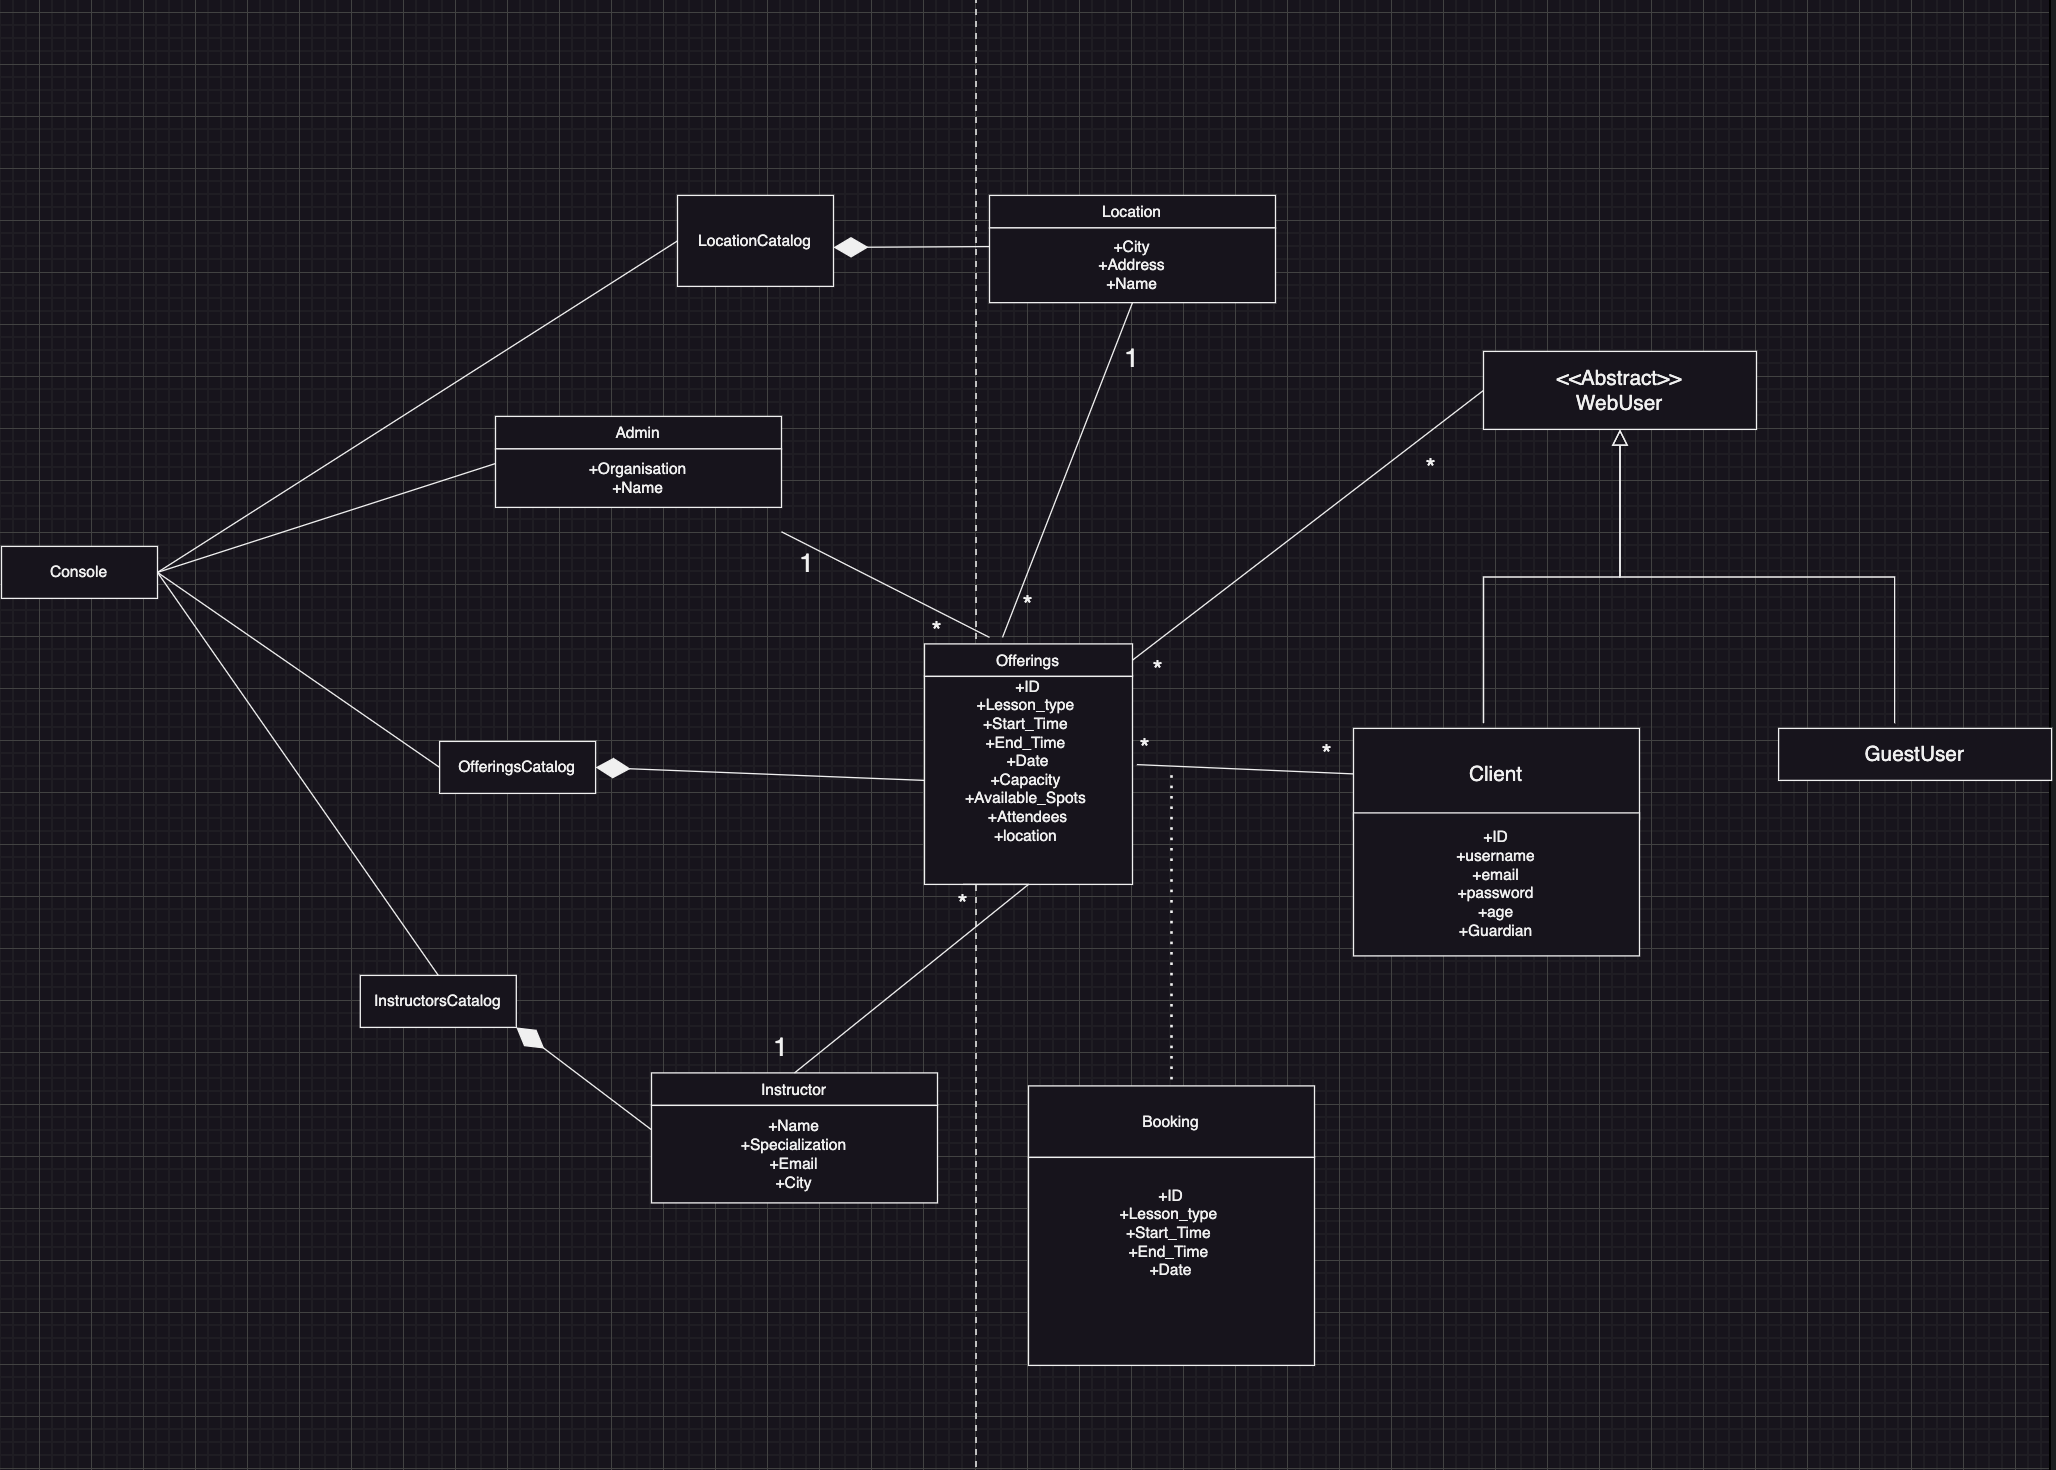 LocationCatalog
Location
+City
+Address
+Name
1
<<Abstract>>
WebUser
*
Admin
+Organisation
+Name
1
*
*
Console
Offerings
+ID
+Lesson_type
+Start_Time
+End_Time
+Date
+Capacity
+Available_Spots
+Attendees
+location
*
*
*
OfferingsCatalog
Client
+ID
+username
+email
+password
+age
+Guardian
GuestUser
*
1
InstructorsCatalog
Instructor
+Name
+Specialization
+Email
+City
Booking
+ID
+Lesson_type
+Start_Time
+End_Time
+Date